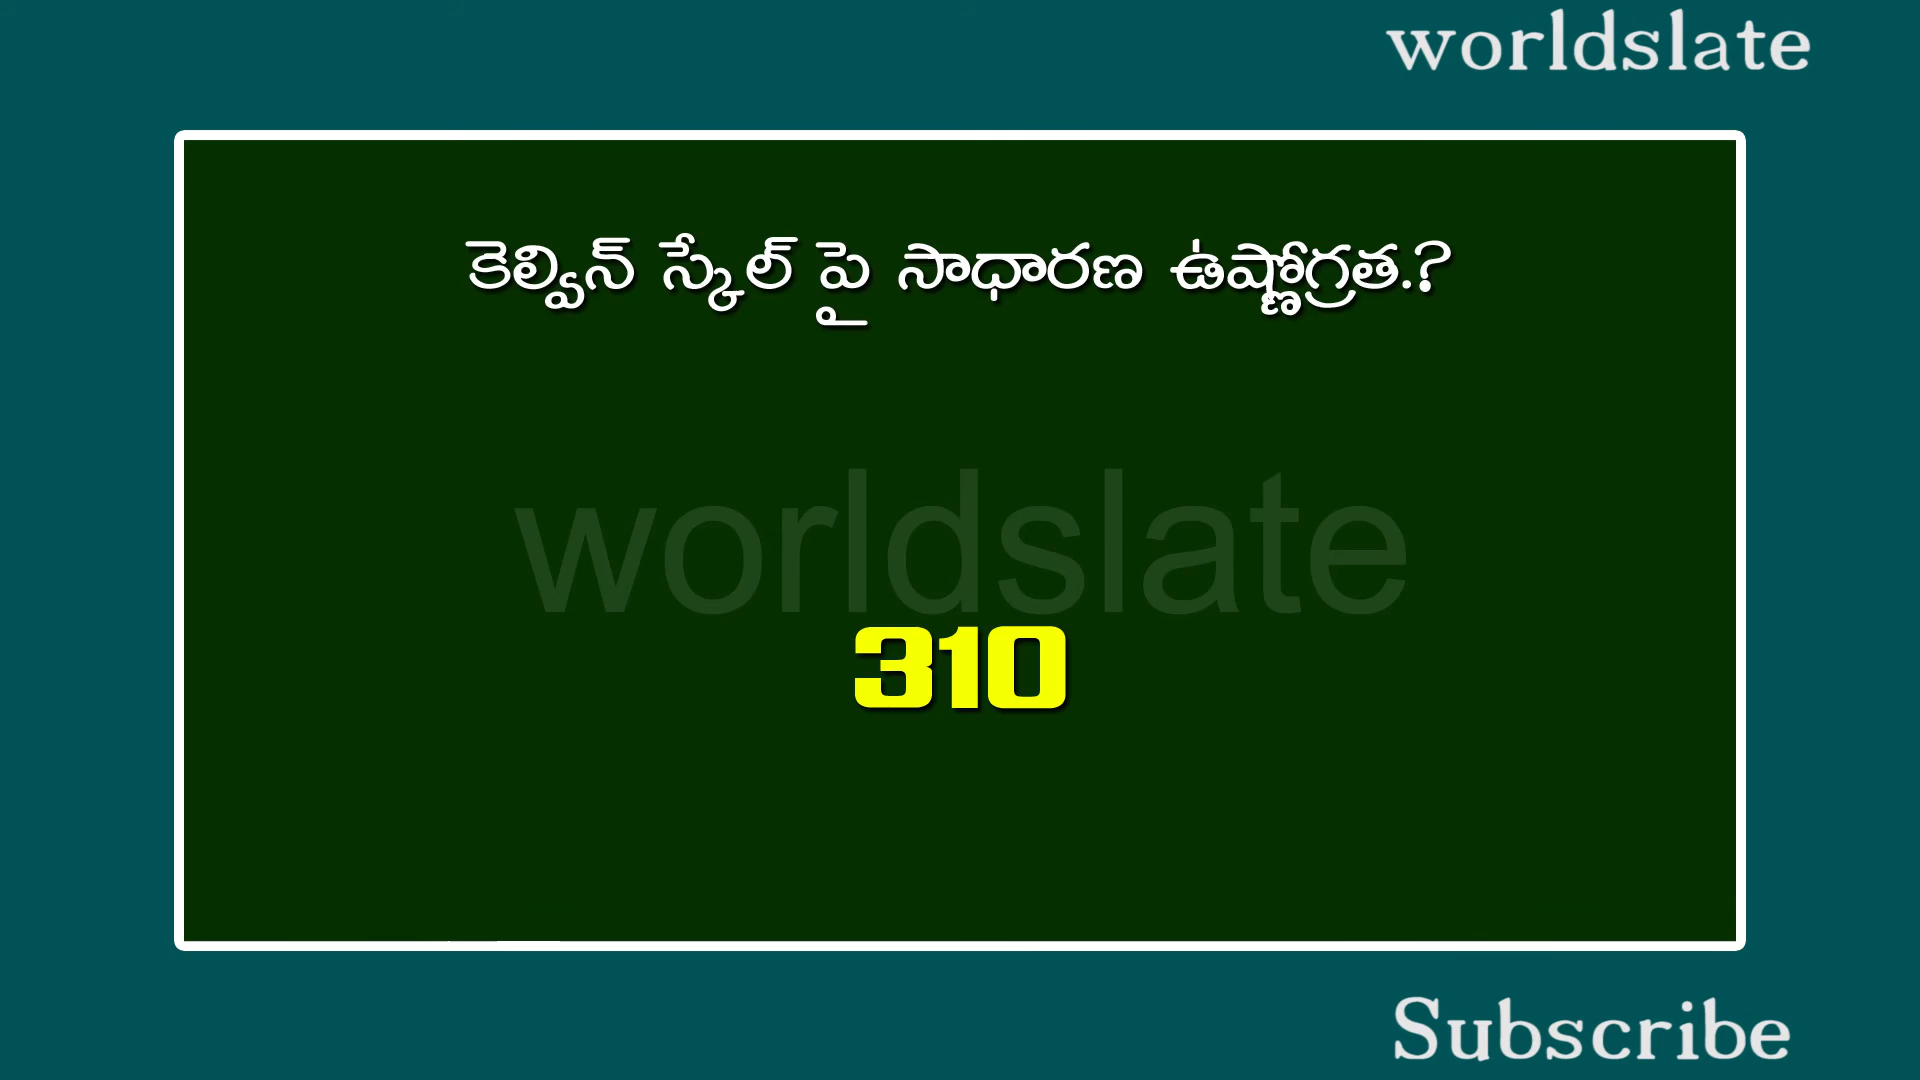 worldslate
కెల్విన్ స్కేల్ పై సాధారణ ఉష్ణోగ్రత.?
worldslate
310
Subscribe